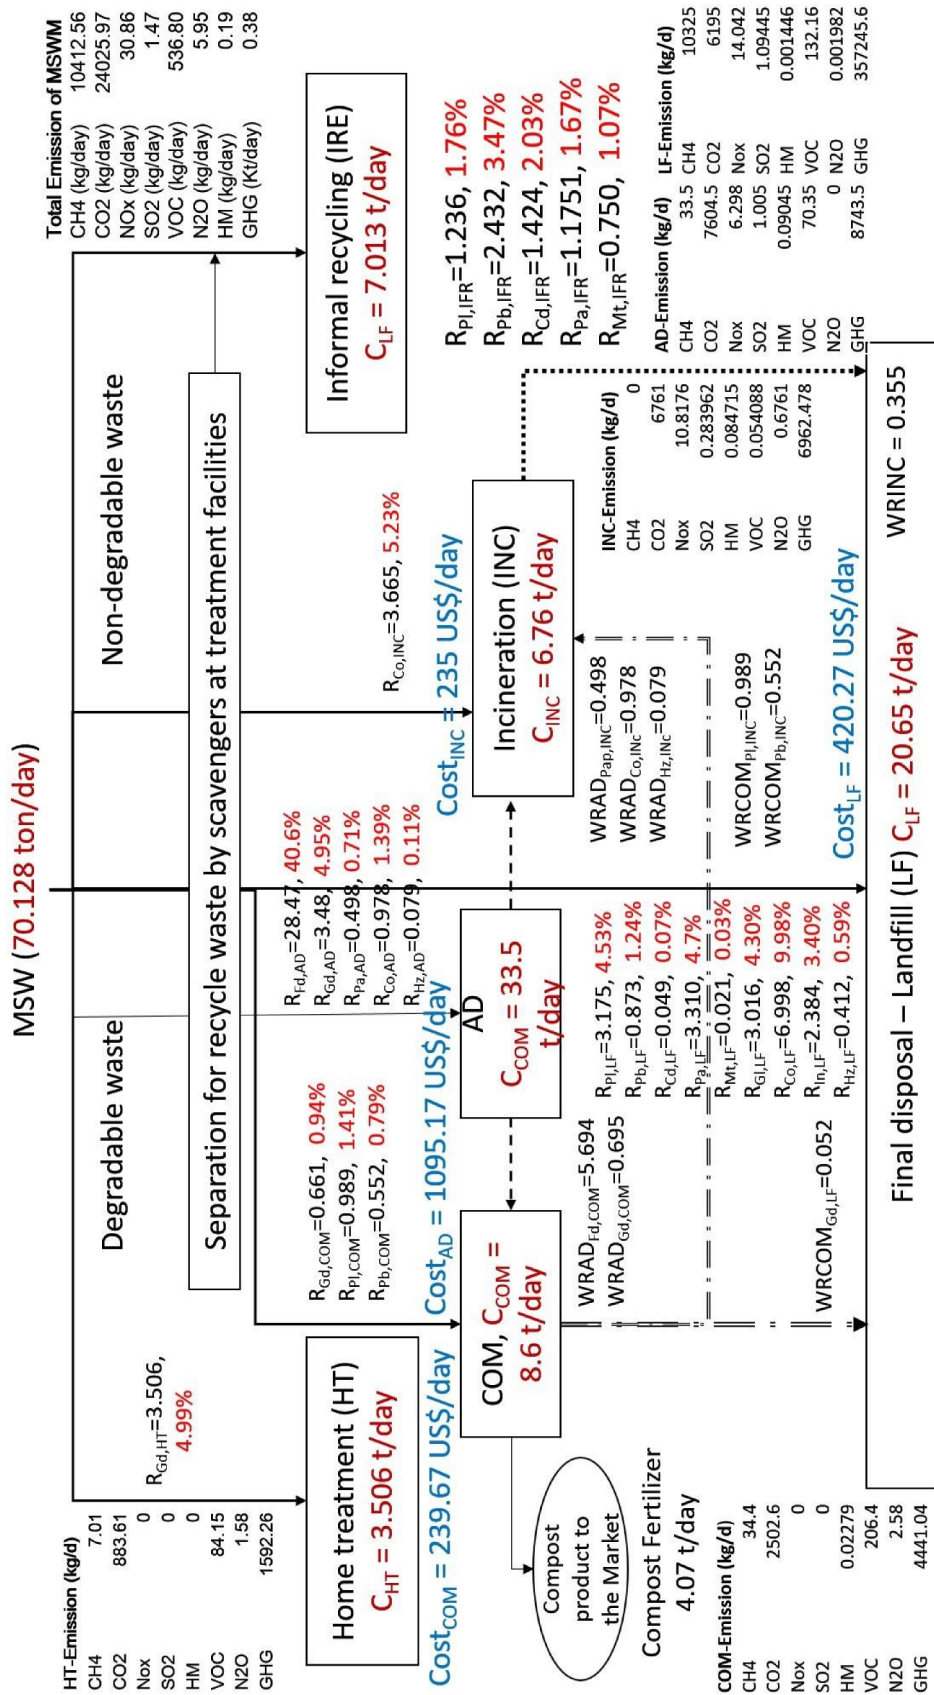 MSW (70.128 ton/day)
Degradable waste
Non-degradable waste
Separation for recycle waste by scavengers at treatment facilities
Total Emission of MSWM
CH4 (kg/day) 10412.56
CO2 (kg/day) 24025.97
NOx (kg/day) 30.86
SO2 (kg/day) 1.47
VOC (kg/day) 536.80
N2O (kg/day) 5.95
HM (kg/day) 0.19
GHG (Kt/day) 0.38
HT-Emission (kg/d)
CH4 7.01
CO2 883.61
Nox 0
SO2 0
HM 0
VOC 84.15
N2O 1.58
GHG 1592.26
R_Gd,HT=3.506,
4.99%
Home treatment (HT)
C_HT = 3.506 t/day
R_Gd,COM=0.661, 0.94%
R_Pl,COM=0.989, 1.41%
R_Pb,COM=0.552, 0.79%
R_Fd,AD=28.47, 40.6%
R_Gd,AD=3.48, 4.95%
R_Pa,AD=0.498, 0.71%
R_Co,AD=0.978, 1.39%
R_Hz,AD=0.079, 0.11%
R_Co,INC=3.665, 5.23%
Informal recycling (IRE)
C_LF = 7.013 t/day
R_Pl,IFR=1.236, 1.76%
R_Pb,IFR=2.432, 3.47%
R_Cd,IFR=1.424, 2.03%
R_Pa,IFR=1.1751, 1.67%
R_Mt,IFR=0.750, 1.07%
Cost_COM = 239.67 US$/day
Cost_AD = 1095.17 US$/day
Cost_INC = 235 US$/day
COM, C_COM =
8.6 t/day
AD
C_COM = 33.5
t/day
Incineration (INC)
C_INC = 6.76 t/day
Compost
product to
the Market
Compost Fertilizer
4.07 t/day
WRAD_Fd,COM=5.694
WRAD_Gd,COM=0.695
R_Pl,LF=3.175, 4.53%
R_Pb,LF=0.873, 1.24%
R_Cd,LF=0.049, 0.07%
R_Pa,LF=3.310, 4.7%
R_Mt,LF=0.021, 0.03%
R_Gl,LF=3.016, 4.30%
R_Co,LF=6.998, 9.98%
R_In,LF=2.384, 3.40%
R_Hz,LF=0.412, 0.59%
WRAD_Pap,INC=0.498
WRAD_Co,INc=0.978
WRAD_Hz,INc=0.079
WRCOM_Pl,INC=0.989
WRCOM_Pb,INC=0.552
INC-Emission (kg/d)
CH4 0
CO2 6761
Nox 10.8176
SO2 0.283962
HM 0.084715
VOC 0.054088
N2O 0.6761
GHG 6962.478
AD-Emission (kg/d)
CH4 33.5
CO2 7604.5
Nox 6.298
SO2 1.005
HM 0.09045
VOC 70.35
N2O 0
GHG 8743.5
LF-Emission (kg/d)
CH4 10325
CO2 6195
Nox 14.042
SO2 1.09445
HM 0.001446
VOC 132.16
N2O 0.001982
GHG 357245.6
COM-Emission (kg/d)
CH4 34.4
CO2 2502.6
Nox 0
SO2 0
HM 0.02279
VOC 206.4
N2O 2.58
GHG 4441.04
WRCOM_Gd,LF=0.052
Cost_LF = 420.27 US$/day
WRINC = 0.355
Final disposal – Landfill (LF) C_LF = 20.65 t/day